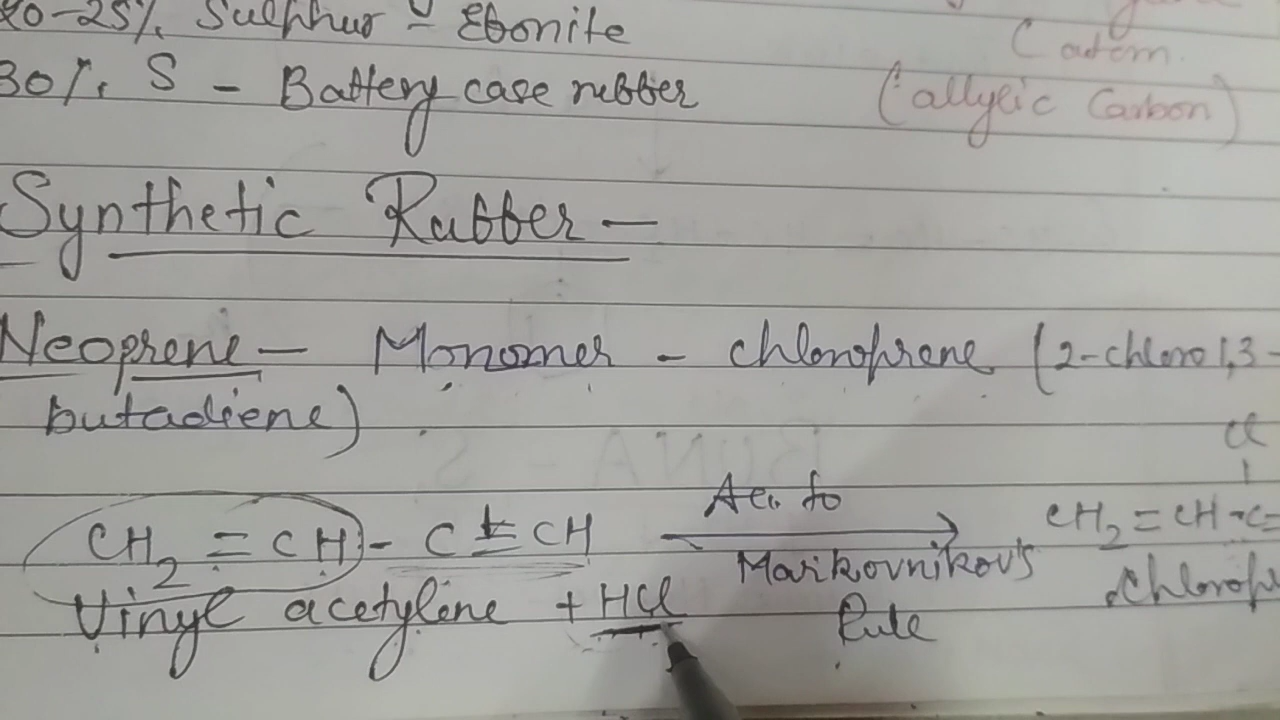 20-25% Sulphur - Ebonite
C atom.
30% S - Battery case rubber
(allylic Carbon)
Synthetic Rubber -
Neoprene - Monomer - chloroprene (2-chloro 1,3-
butadiene)
Cl
CH2 = CH - C ≡ CH Acc. to CH2 = CH - C =
Vinyl acetylene + HCl Markovnikov's Chlorop
Rule